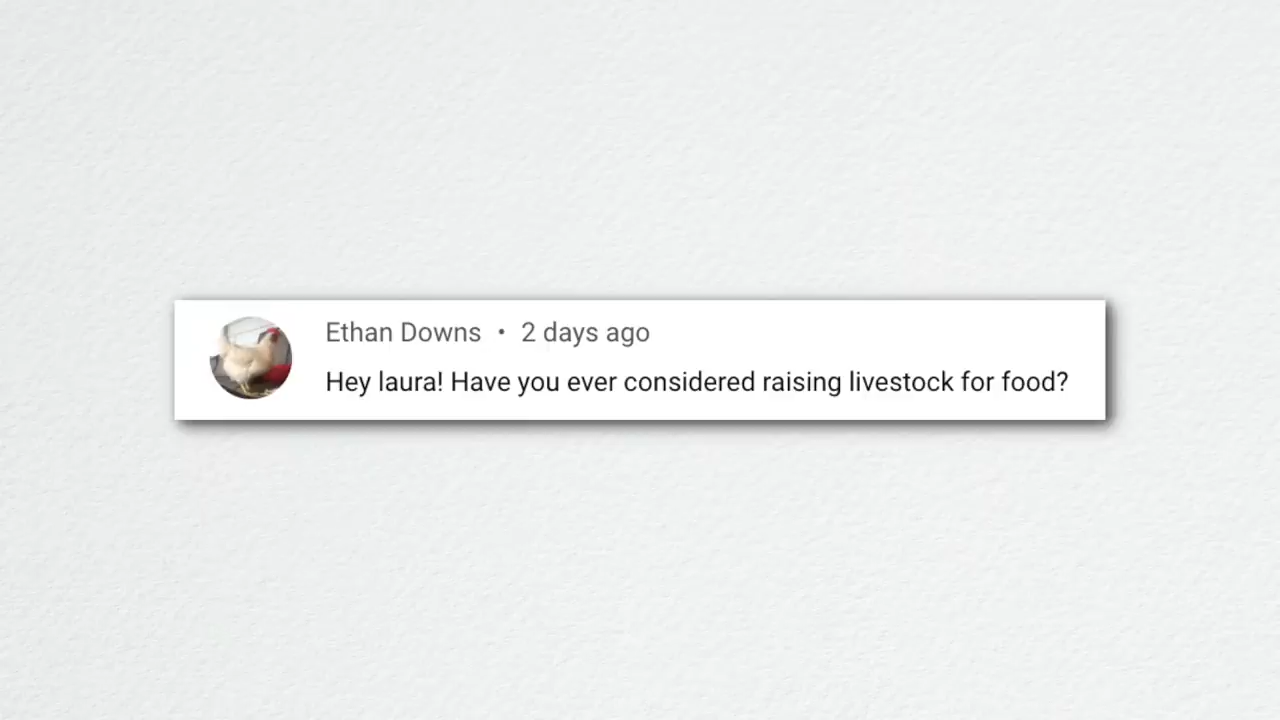 Ethan Downs • 2 days ago
Hey laura! Have you ever considered raising livestock for food?